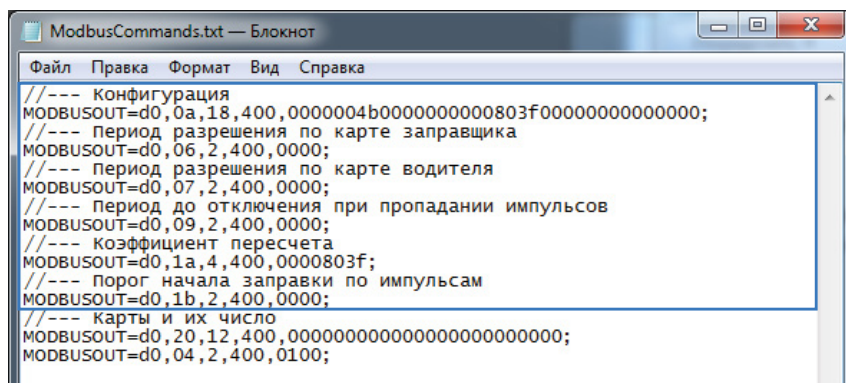 ModbusCommands.txt — Блокнот
Файл Правка Формат Вид Справка
//--- Конфигурация
MODBUSOUT=d0,0a,18,400,0000004b0000000000803f00000000000000;
//--- Период разрешения по карте заправщика
MODBUSOUT=d0,06,2,400,0000;
//--- Период разрешения по карте водителя
MODBUSOUT=d0,07,2,400,0000;
//--- Период до отключения при пропадании импульсов
MODBUSOUT=d0,09,2,400,0000;
//--- Коэффициент пересчета
MODBUSOUT=d0,1a,4,400,0000803f;
//--- Порог начала заправки по импульсам
MODBUSOUT=d0,1b,2,400,0000;
//--- Карты и их число
MODBUSOUT=d0,20,12,400,000000000000000000000000;
MODBUSOUT=d0,04,2,400,0100;